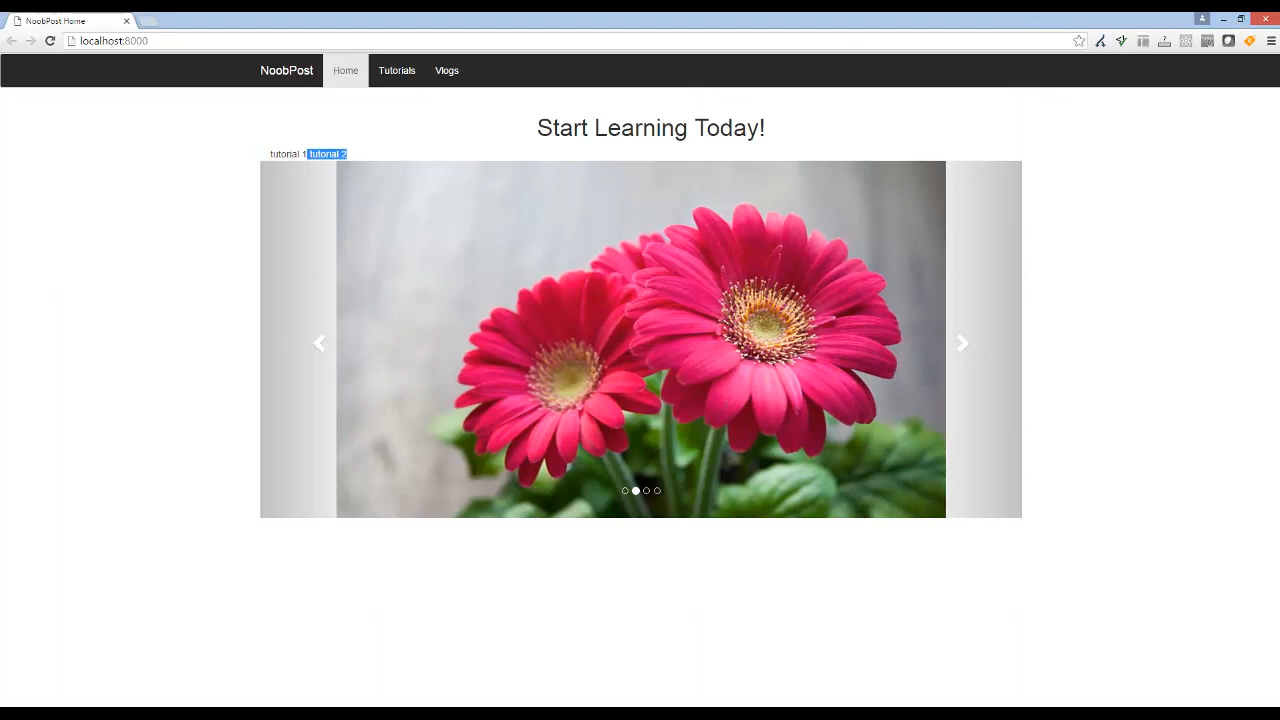 NoobPost Home
localhost:8000
NoobPost Home Tutorials Vlogs
Start Learning Today!
tutorial 1 tutorial 2